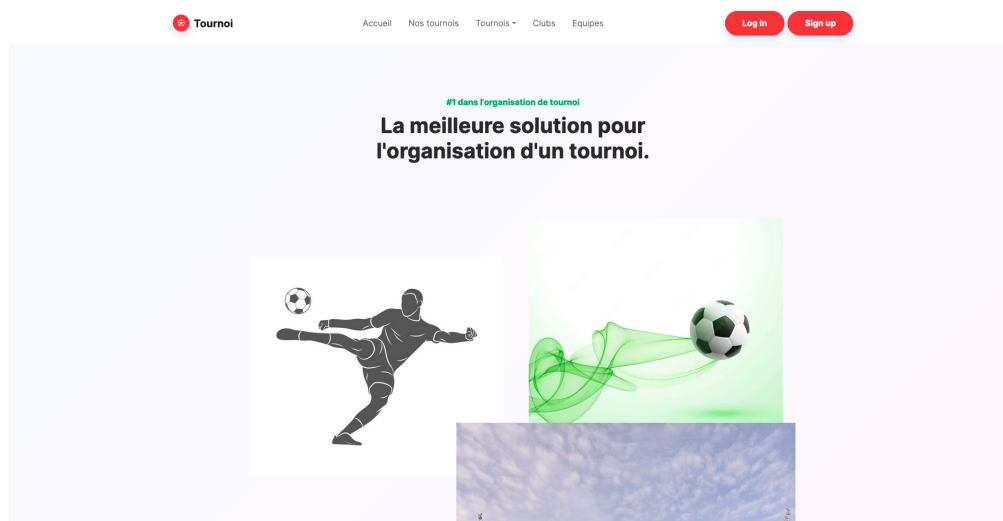 Tournoi
Accueil
Nos tournois
Tournois
Clubs
Equipes
Log in
Sign up
#1 dans l'organisation de tournoi
La meilleure solution pour
l'organisation d'un tournoi.